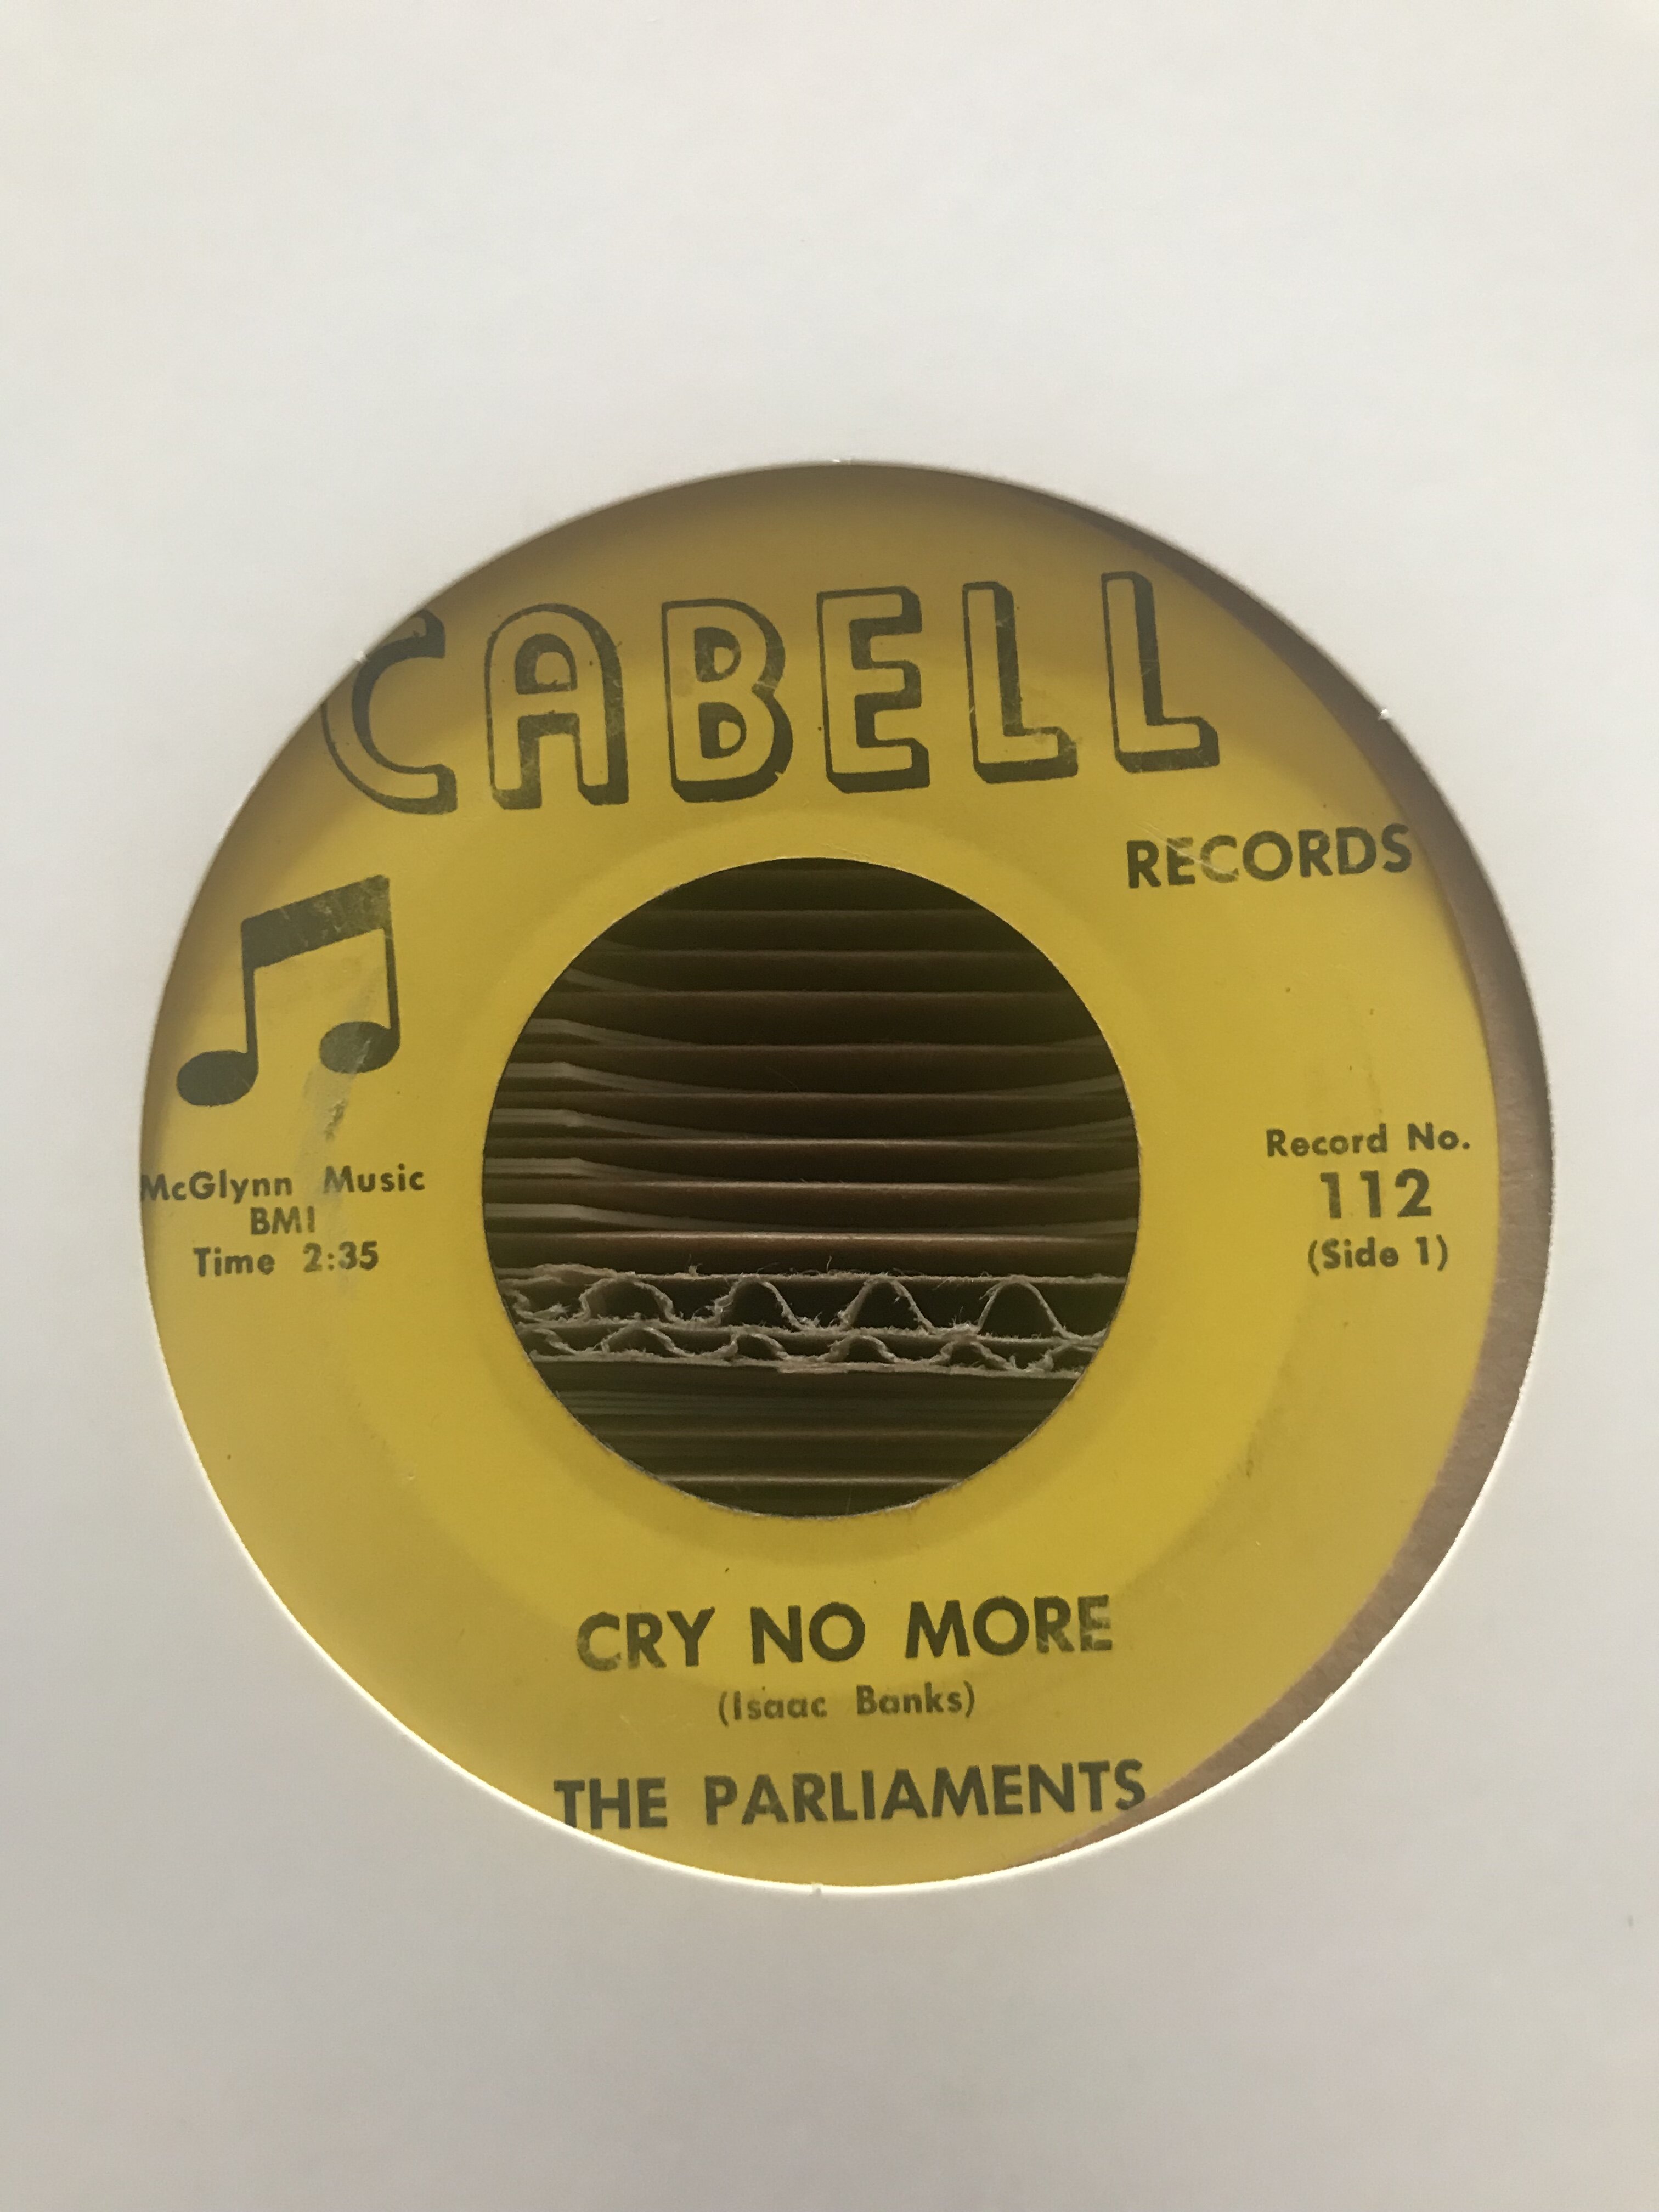 CABELL
RECORDS
McGlynn Music
BMI
Time 2:35
Record No.
112
(Side 1)
CRY NO MORE
(Isaac Banks)
THE PARLIAMENTS